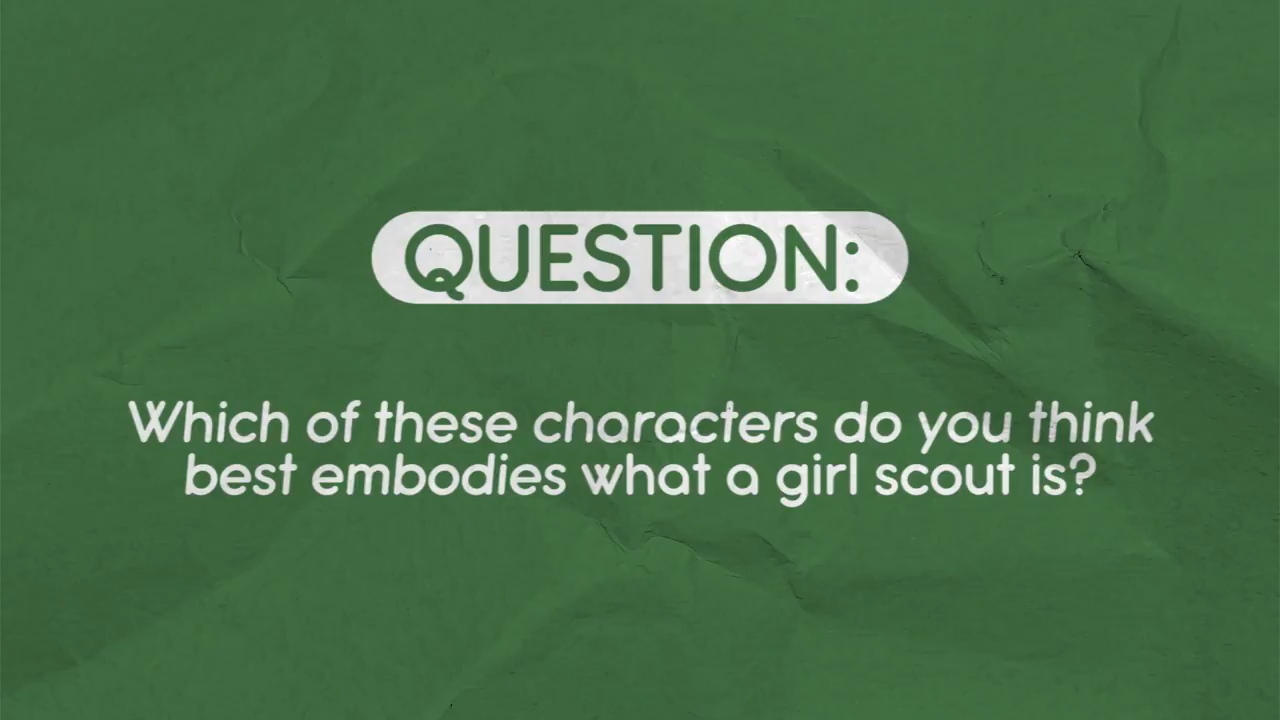 QUESTION:
Which of these characters do you think
best embodies what a girl scout is?